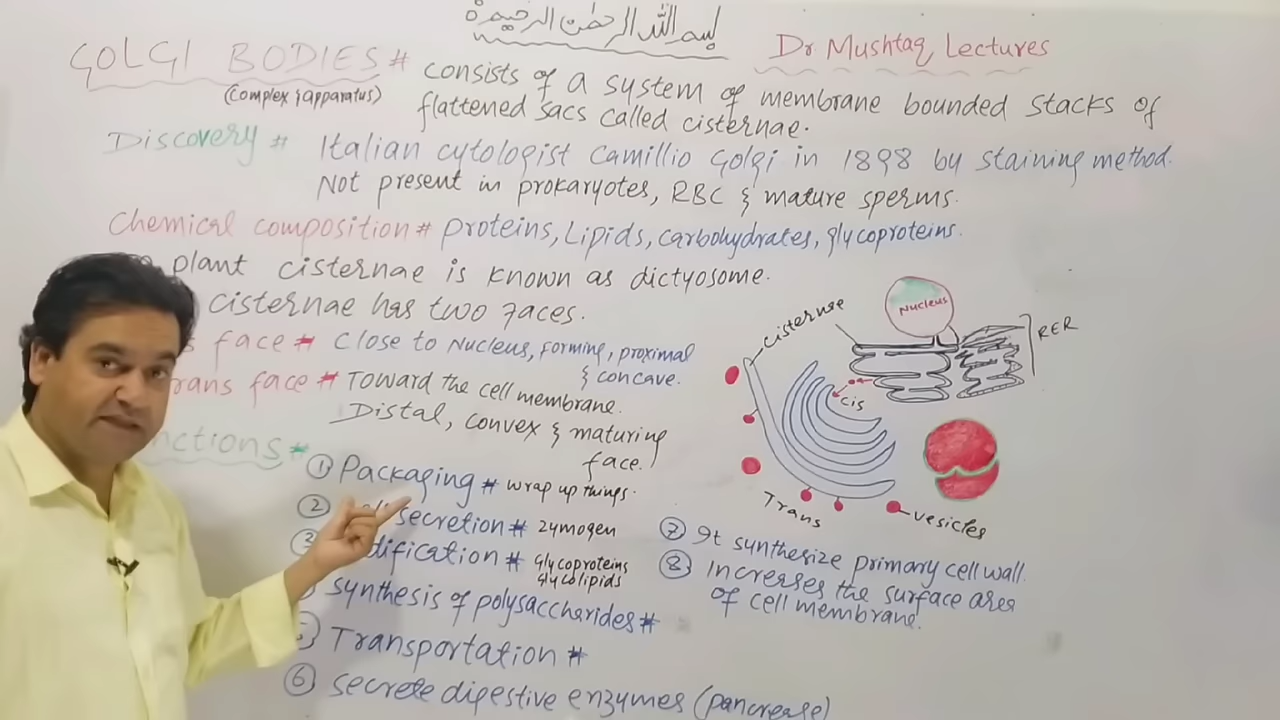 بسم الله الرحمن الرحيم
Dr Mushtaq Lectures
GOLGI BODIES #
(Complex & apparatus)
consists of a system of membrane bounded stacks of
flattened sacs called cisternae.
Discovery # Italian cytologist Camillio Golgi in 1898 by staining method.
Not present in prokaryotes, RBC & mature sperms.
Chemical composition # proteins, Lipids, carbohydrates, glycoproteins.
plant cisternae is known as dictyosome.
cisternae has two faces.
face # Close to Nucleus, forming, proximal
& concave.
rans face # Toward the cell membrane.
Distal, convex & maturing
face.
nctions #
① Packaging # wrap up things.
② secretion # zymogen
③ dification # Glycoproteins
Glycolipids
synthesis of polysaccharides #
Transportation #
⑥ secrete digestive enzymes (pancrease)
⑦ It synthesize primary cell wall.
⑧ Increases the surface area
of cell membrane.
Cisternae
Nucleus
RER
cis
Trans
vesicles